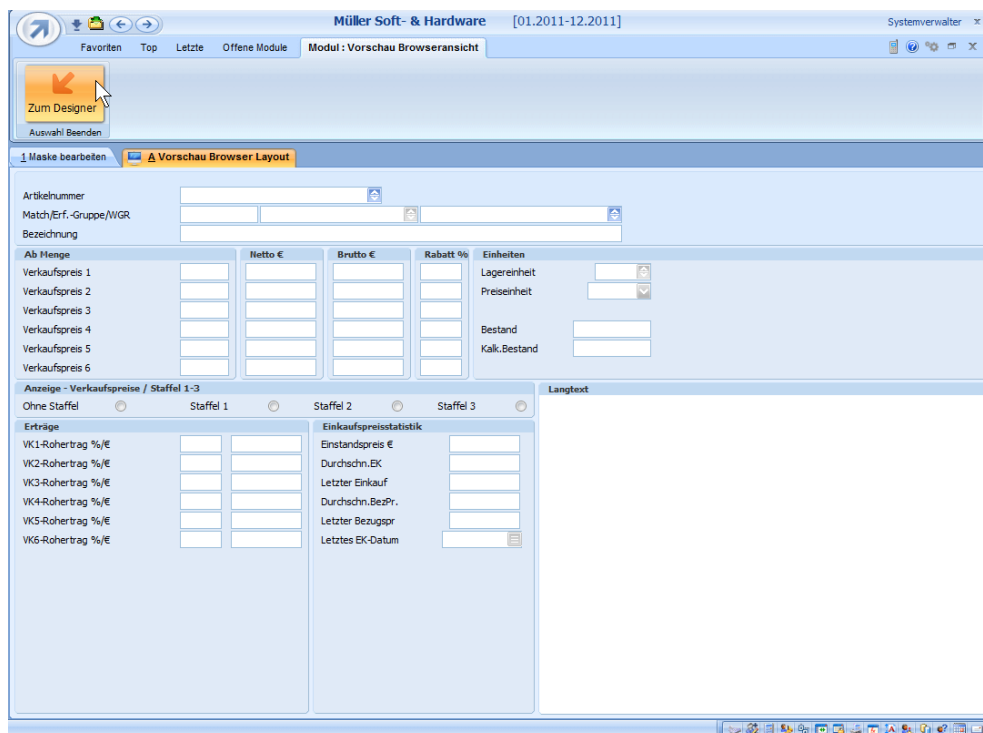 Müller Soft- & Hardware [01.2011-12.2011] Systemverwalter x
Favoriten Top Letzte Offene Module Modul : Vorschau Browseransicht
Zum Designer
Auswahl Beenden
1 Maske bearbeiten A Vorschau Browser Layout
Artikelnummer
Match/Erf.-Gruppe/WGR
Bezeichnung
Ab Menge Netto € Brutto € Rabatt % Einheiten
Verkaufspreis 1 Lagereinheit
Verkaufspreis 2 Preiseinheit
Verkaufspreis 3
Verkaufspreis 4 Bestand
Verkaufspreis 5 Kalk.Bestand
Verkaufspreis 6
Anzeige - Verkaufspreise / Staffel 1-3 Langtext
Ohne Staffel Staffel 1 Staffel 2 Staffel 3
Erträge Einkaufspreisstatistik
VK1-Rohertrag %/€ Einstandspreis €
VK2-Rohertrag %/€ Durchschn.EK
VK3-Rohertrag %/€ Letzter Einkauf
VK4-Rohertrag %/€ Durchschn.BezPr.
VK5-Rohertrag %/€ Letzter Bezugspr
VK6-Rohertrag %/€ Letztes EK-Datum